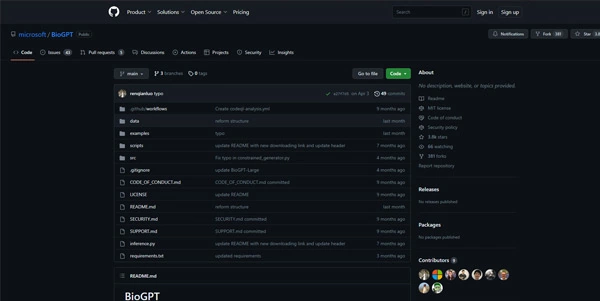 Product Solutions Open Source Pricing Search / Sign in Sign up
microsoft / BioGPT Public Notifications Fork Star
Code Issues Pull requests 5 Discussions Actions Projects Security Insights
main 3 branches 0 tags Go to file Code
renqianluo typo on Apr 3 49 commits
.github/workflows Create codeql-analysis.yml 9 months ago
data reform structure last month
examples typo last month
scripts update README with new downloading link and update header 7 months ago
src Fix typo in constrained_generator.py 4 months ago
.gitignore update BioGPT-Large 4 months ago
CODE_OF_CONDUCT.md CODE_OF_CONDUCT.md committed 9 months ago
LICENSE update README 9 months ago
README.md reform structure last month
SECURITY.md SECURITY.md committed 9 months ago
SUPPORT.md SUPPORT.md committed 9 months ago
inference.py update README with new downloading link and update header 7 months ago
requirements.txt updated requirements 3 months ago
README.md
BioGPT
About
No description, website, or topics provided.
Readme
MIT license
Code of conduct
Security policy
3.8k stars
66 watching
391 forks
Report repository
Releases
No releases published
Packages
No packages published
Contributors 9